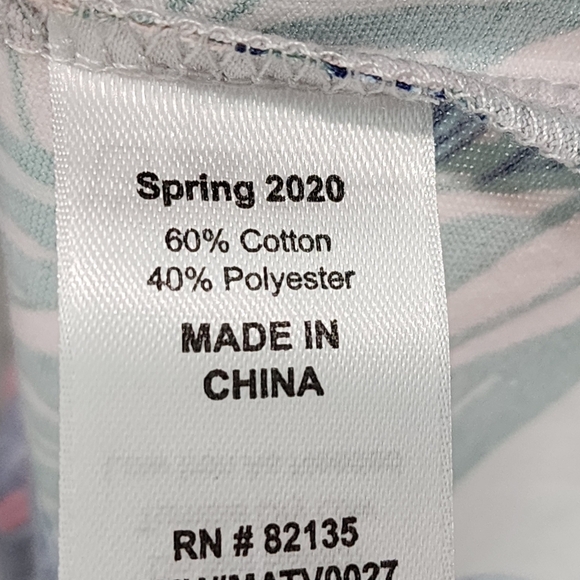 Spring 2020
60% Cotton
40% Polyester
MADE IN
CHINA
RN # 82135